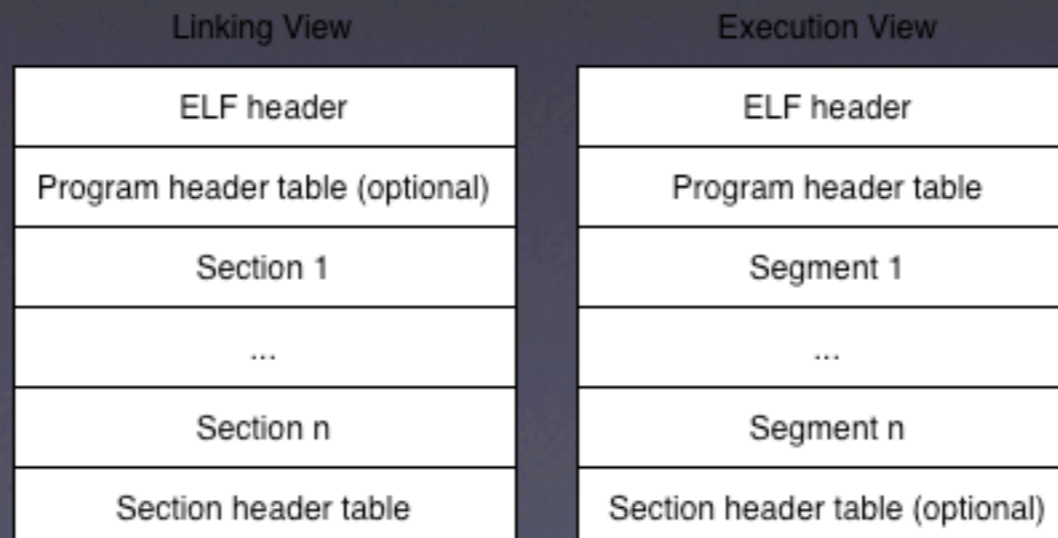 Linking View
ELF header
Program header table (optional)
Section 1
...
Section n
Section header table
Execution View
ELF header
Program header table
Segment 1
...
Segment n
Section header table (optional)